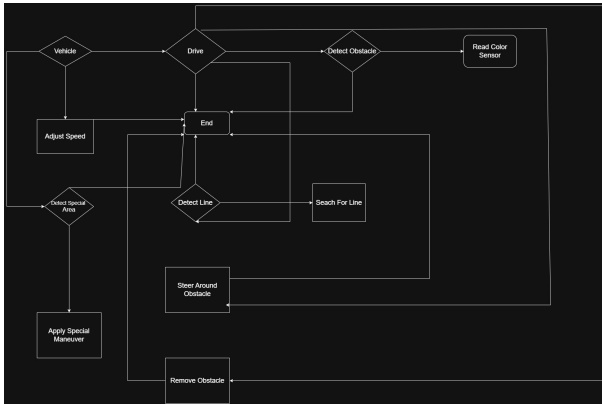 Vehicle
Drive
Detect Obstacle
Read Color
Sensor
End
Adjust Speed
Detect Special
Area
Detect Line
Seach For Line
Steer Around
Obstacle
Apply Special
Maneuver
Remove Obstacle